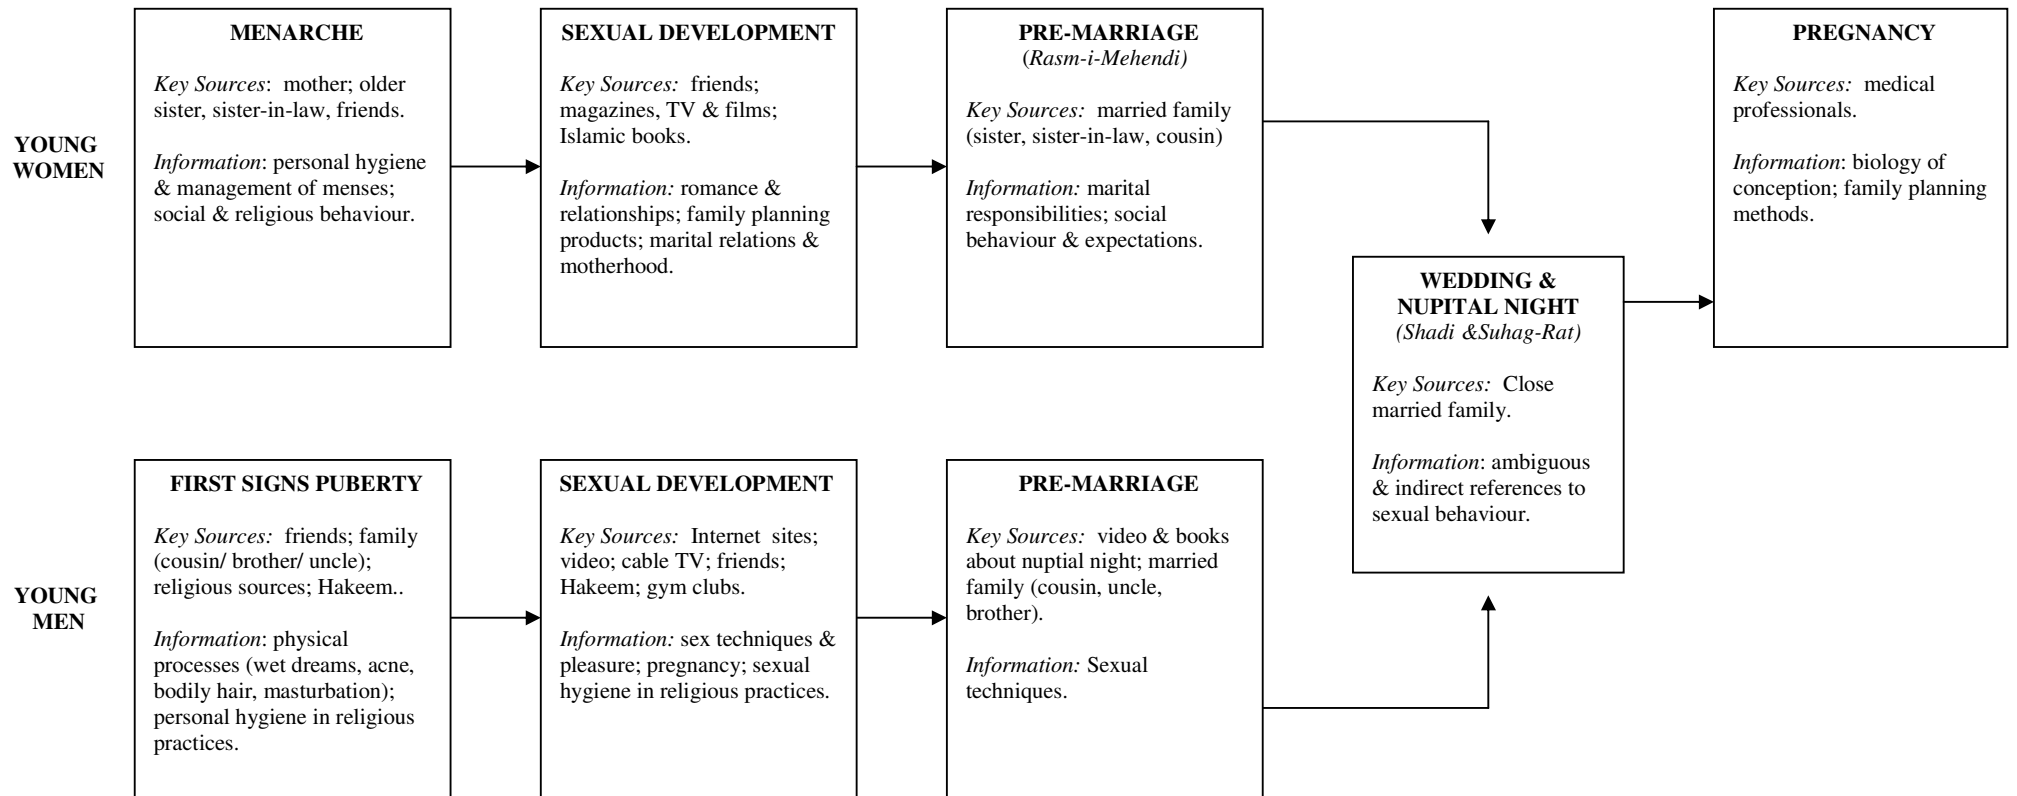 YOUNG
WOMEN
MENARCHE
Key Sources: mother; older
sister, sister-in-law, friends.
Information: personal hygiene
& management of menses;
social & religious behaviour.
SEXUAL DEVELOPMENT
Key Sources: friends;
magazines, TV & films;
Islamic books.
Information: romance &
relationships; family planning
products; marital relations &
motherhood.
PRE-MARRIAGE
(Rasm-i-Mehendi)
Key Sources: married family
(sister, sister-in-law, cousin)
Information: marital
responsibilities; social
behaviour & expectations.
YOUNG
MEN
FIRST SIGNS PUBERTY
Key Sources: friends; family
(cousin/ brother/ uncle);
religious sources; Hakeem..
Information: physical
processes (wet dreams, acne,
bodily hair, masturbation);
personal hygiene in religious
practices.
SEXUAL DEVELOPMENT
Key Sources: Internet sites;
video; cable TV; friends;
Hakeem; gym clubs.
Information: sex techniques &
pleasure; pregnancy; sexual
hygiene in religious practices.
PRE-MARRIAGE
Key Sources: video & books
about nuptial night; married
family (cousin, uncle,
brother).
Information: Sexual
techniques.
WEDDING &
NUPITAL NIGHT
(Shadi &Suhag-Rat)
Key Sources: Close
married family.
Information: ambiguous
& indirect references to
sexual behaviour.
PREGNANCY
Key Sources: medical
professionals.
Information: biology of
conception; family planning
methods.